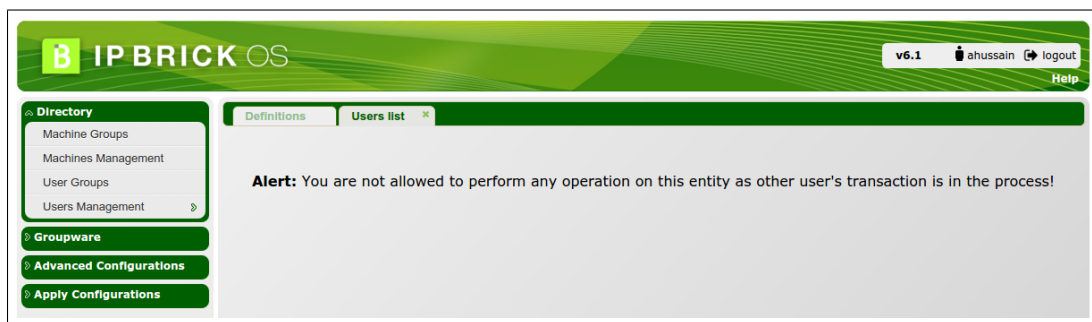 IPBRICK OS
v6.1 ahussain logout
Help
Directory
Machine Groups
Machines Management
User Groups
Users Management
Groupware
Advanced Configurations
Apply Configurations
Definitions Users list ×
Alert: You are not allowed to perform any operation on this entity as other user's transaction is in the process!